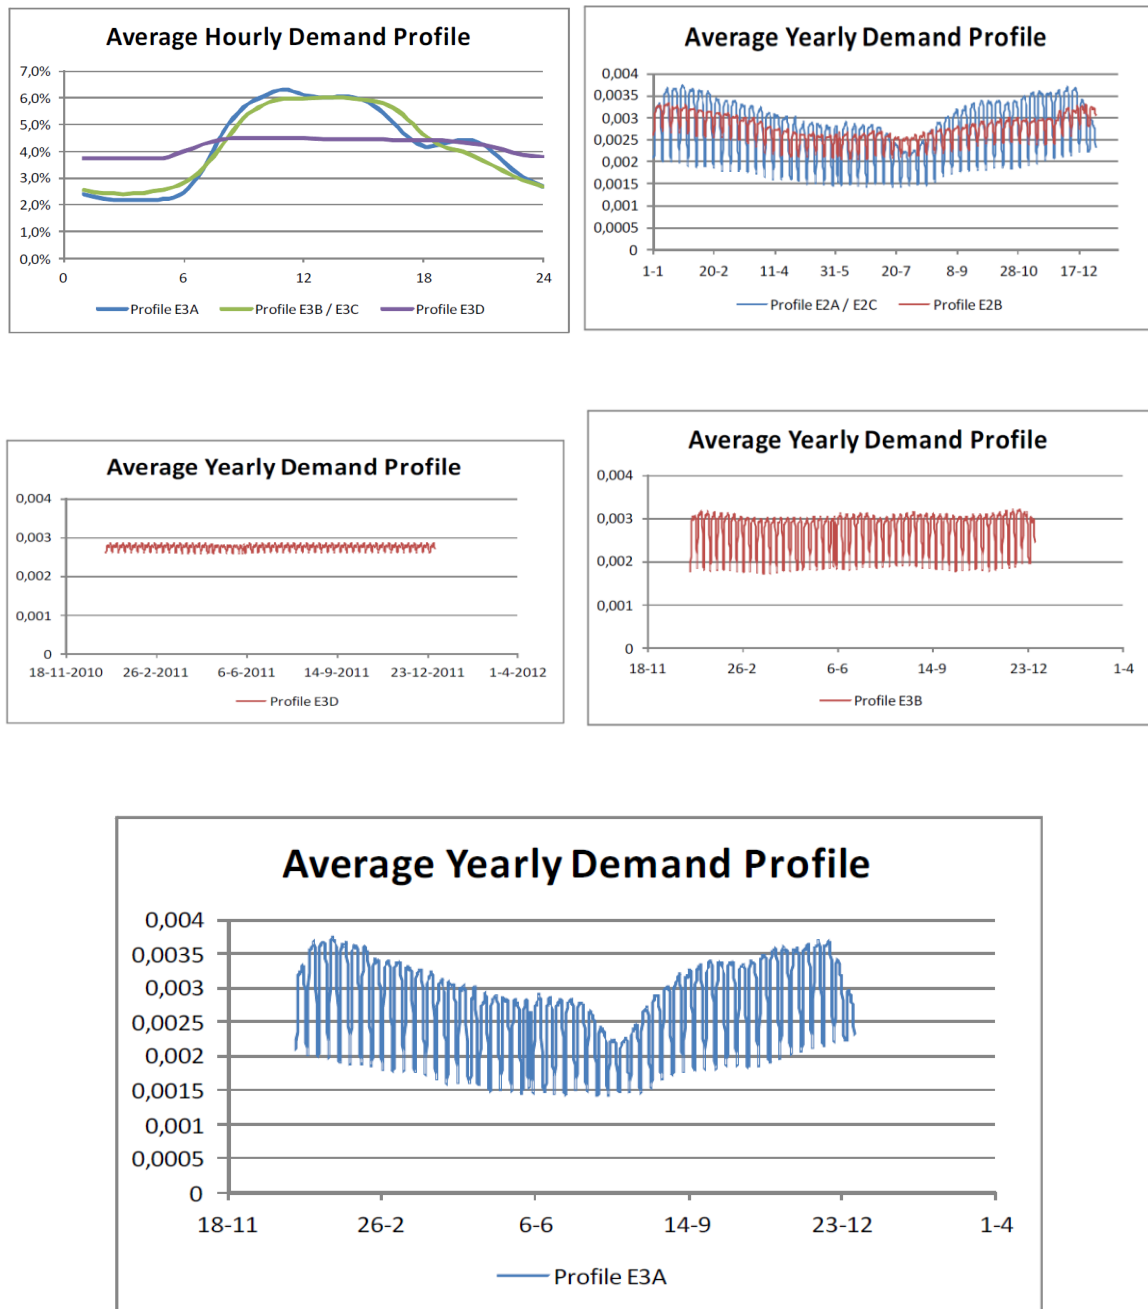 Average Hourly Demand Profile
7,0%
6,0%
5,0%
4,0%
3,0%
2,0%
1,0%
0,0%
0 6 12 18 24
Profile E3A Profile E3B / E3C Profile E3D
Average Yearly Demand Profile
0,004
0,0035
0,003
0,0025
0,002
0,0015
0,001
0,0005
0
1-1 20-2 11-4 31-5 20-7 8-9 28-10 17-12
Profile E2A / E2C Profile E2B
Average Yearly Demand Profile
0,004
0,003
0,002
0,001
0
18-11-2010 26-2-2011 6-6-2011 14-9-2011 23-12-2011 1-4-2012
Profile E3D
Average Yearly Demand Profile
0,004
0,003
0,002
0,001
0
18-11 26-2 6-6 14-9 23-12 1-4
Profile E3B
Average Yearly Demand Profile
0,004
0,0035
0,003
0,0025
0,002
0,0015
0,001
0,0005
0
18-11 26-2 6-6 14-9 23-12 1-4
Profile E3A